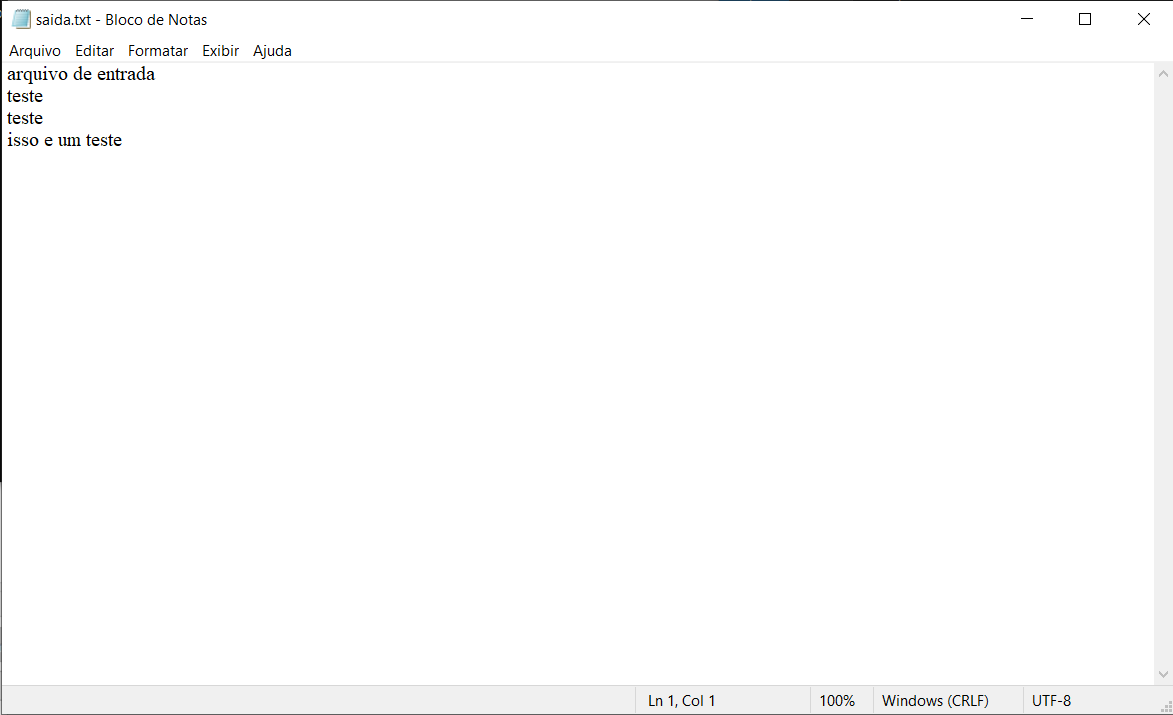 saida.txt - Bloco de Notas
Arquivo Editar Formatar Exibir Ajuda
arquivo de entrada
teste
teste
isso e um teste
Ln 1, Col 1 100% Windows (CRLF) UTF-8